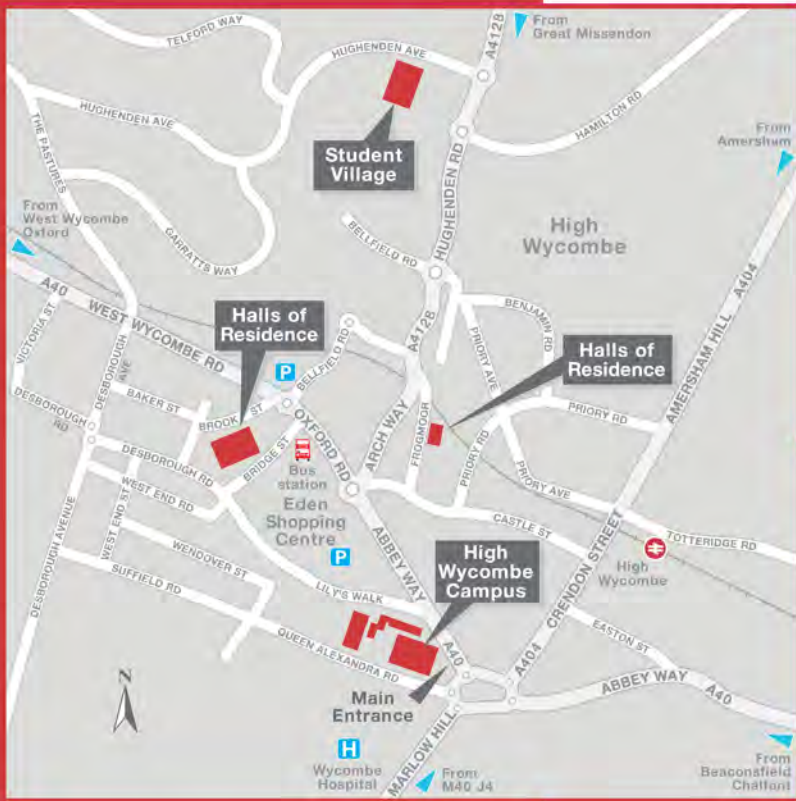 TELFORD WAY
HUGHENDEN AVE
A4128
From
Great Missendon
HUGHENDEN AVE
THE PASTURES
Student
Village
HAMILTON RD
From
Amersham
From
West Wycombe
Oxford
GARRATTS WAY
BELLFIELD RD
HUGHENDEN RD
High
Wycombe
A40
WEST WYCOMBE RD
Halls of
Residence
VICTORIA ST
DESBOROUGH
AVE
BELLFIELD RD
P
A4128
BENJAMIN RD
PRIORY AVE
Halls of
Residence
AMERSHAM HILL
A404
DESBOROUGH
RD
BAKER ST
BROOK ST
OXFORD RD
ARCH WAY
FROGMOOR
PRIORY RD
PRIORY RD
DESBOROUGH RD
BRIDGE ST
Bus
station
WEST END RD
WEST END ST
Eden
Shopping
Centre
P
PRIORY AVE
CASTLE ST
TOTTERIDGE RD
High
Wycombe
DESBOROUGH AVENUE
WENDOVER ST
SUFFIELD RD
LILY'S WALK
ABBEY WAY
High
Wycombe
Campus
CRENDON STREET
A404
EASTON ST
QUEEN ALEXANDRA RD
A40
Main
Entrance
ABBEY WAY
A40
N
H
Wycombe
Hospital
MARLOW HILL
From
M40 J4
From
Beaconsfield
Chalfont